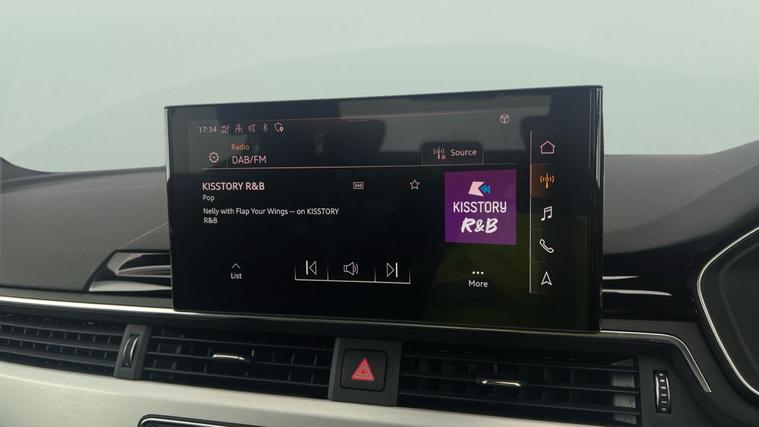 17:34
Radio
DAB/FM
Source
KISSTORY R&B
DAB
Pop
Nelly with Flap Your Wings -- on KISSTORY
R&B
KISSTORY
R&B
List
More